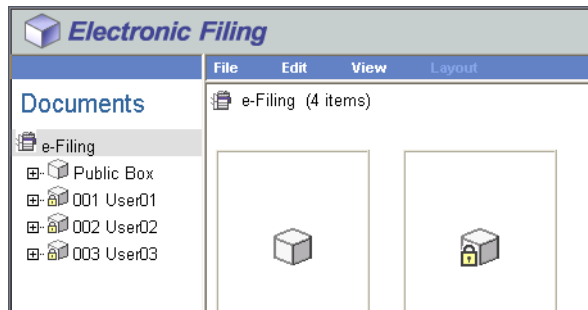 Electronic Filing
File Edit View Layout
Documents
e-Filing (4 items)
e-Filing
Public Box
001 User01
002 User02
003 User03